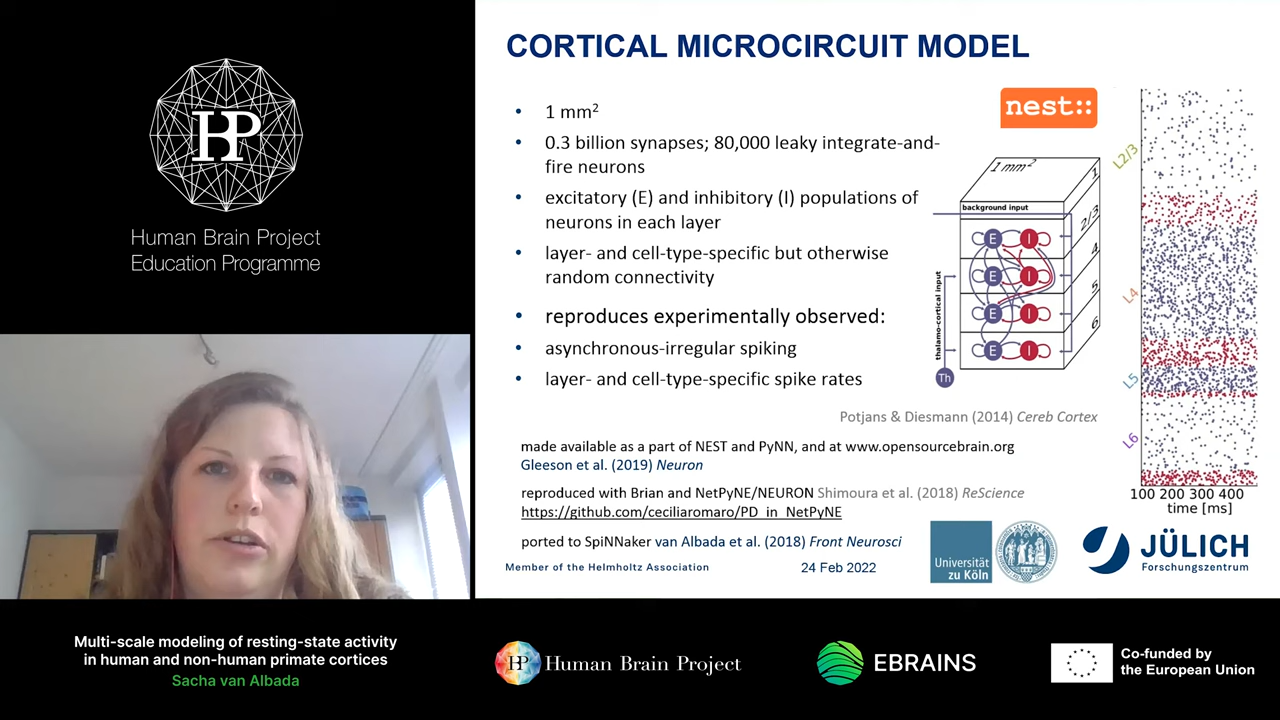 HP
Human Brain Project
Education Programme
CORTICAL MICROCIRCUIT MODEL
• 1 mm²
• 0.3 billion synapses; 80,000 leaky integrate-and-
fire neurons
• excitatory (E) and inhibitory (I) populations of
neurons in each layer
• layer- and cell-type-specific but otherwise
random connectivity
• reproduces experimentally observed:
• asynchronous-irregular spiking
• layer- and cell-type-specific spike rates
nest::
1 mm²
1
background input
2/3
E I
4
E I
5
E I
6
E I
thalamo-cortical input
Th
L2/3
L4
L5
L6
100 200 300 400
time [ms]
Potjans & Diesmann (2014) Cereb Cortex
made available as a part of NEST and PyNN, and at www.opensourcebrain.org
Gleeson et al. (2019) Neuron
reproduced with Brian and NetPyNE/NEURON Shimoura et al. (2018) ReScience
https://github.com/ceciliaromaro/PD_in_NetPyNE
ported to SpiNNaker van Albada et al. (2018) Front Neurosci
Member of the Helmholtz Association
24 Feb 2022
Universität
zu Köln
JÜLICH
Forschungszentrum
Multi-scale modeling of resting-state activity
in human and non-human primate cortices
Sacha van Albada
HP Human Brain Project
EBRAINS
Co-funded by
the European Union